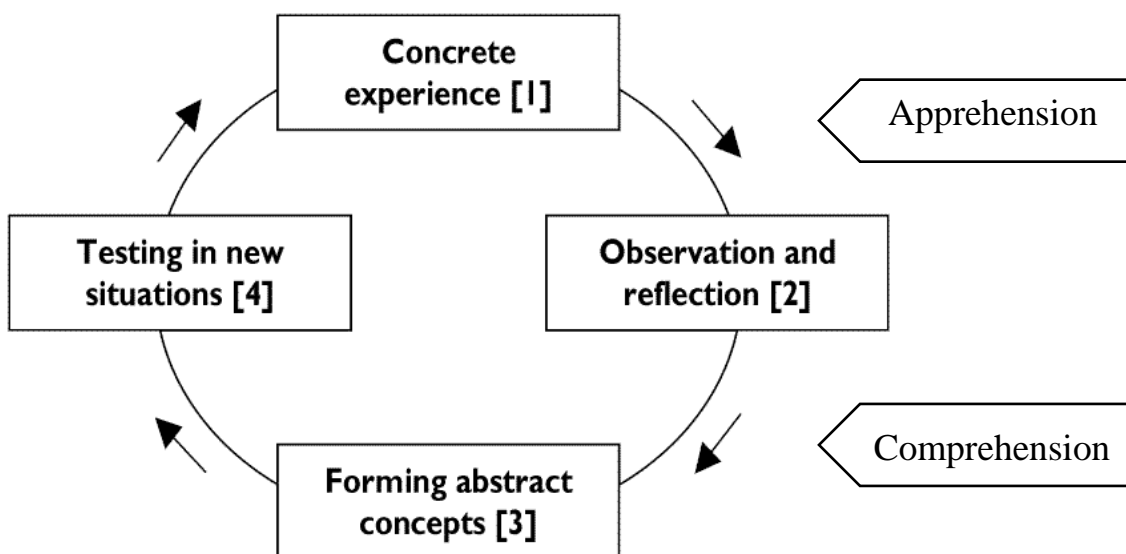 Concrete
experience [1]
Apprehension
Testing in new
situations [4]
Observation and
reflection [2]
Comprehension
Forming abstract
concepts [3]